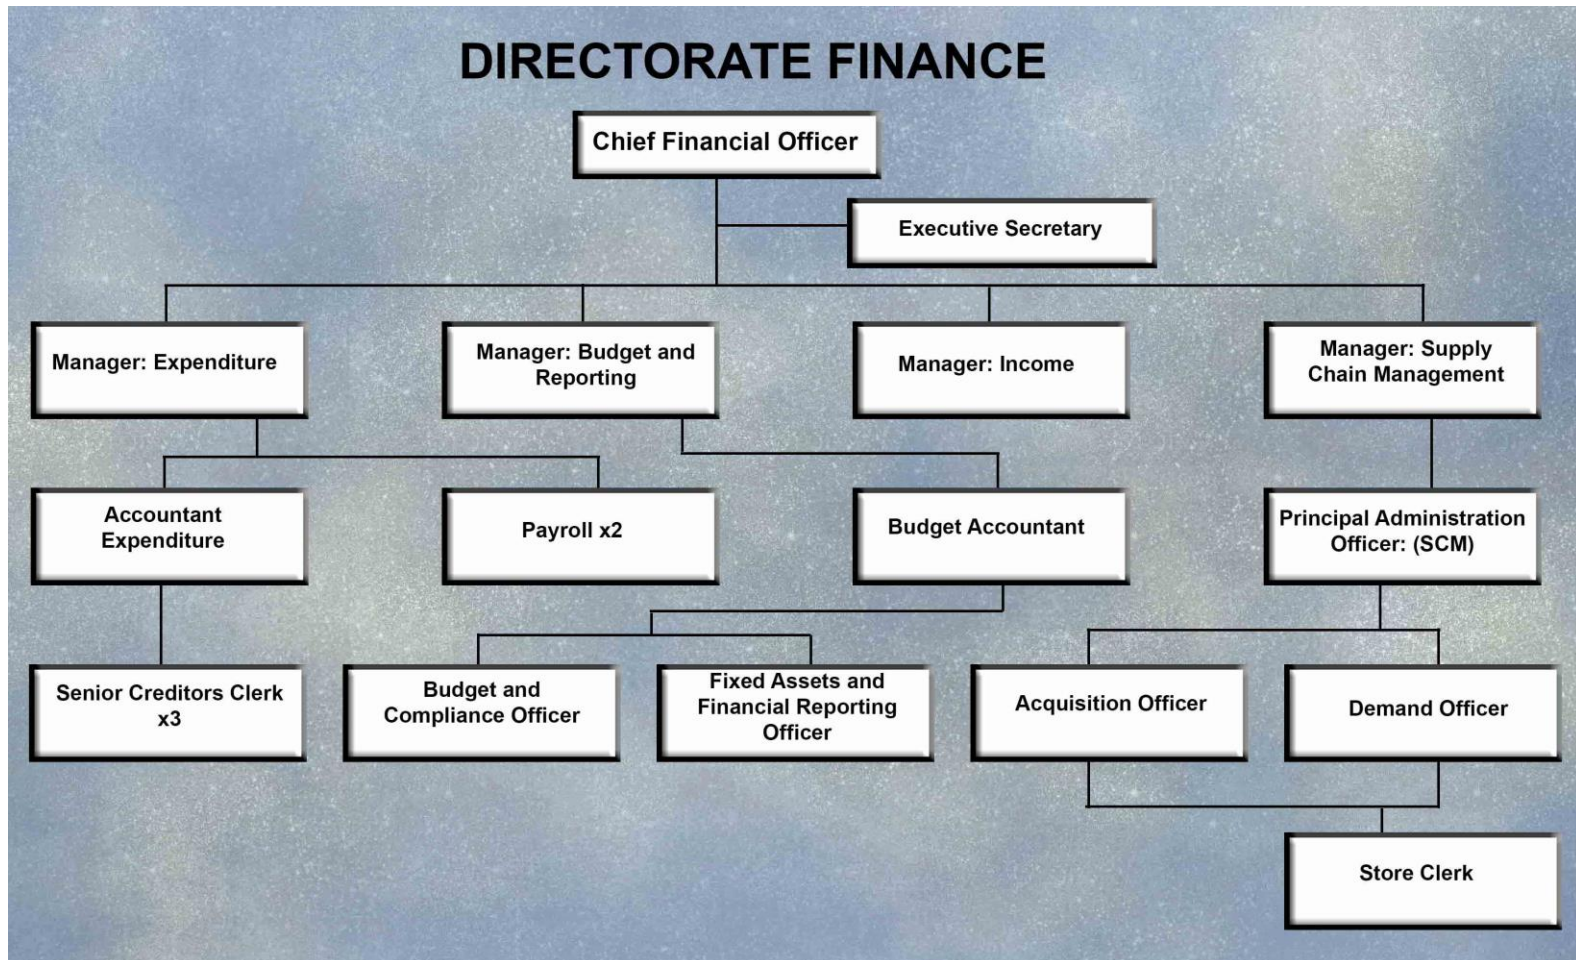 DIRECTORATE FINANCE
Chief Financial Officer
Executive Secretary
Manager: Expenditure
Manager: Budget and
Reporting
Manager: Income
Manager: Supply
Chain Management
Accountant
Expenditure
Payroll x2
Budget Accountant
Principal Administration
Officer: (SCM)
Senior Creditors Clerk
x3
Budget and
Compliance Officer
Fixed Assets and
Financial Reporting
Officer
Acquisition Officer
Demand Officer
Store Clerk